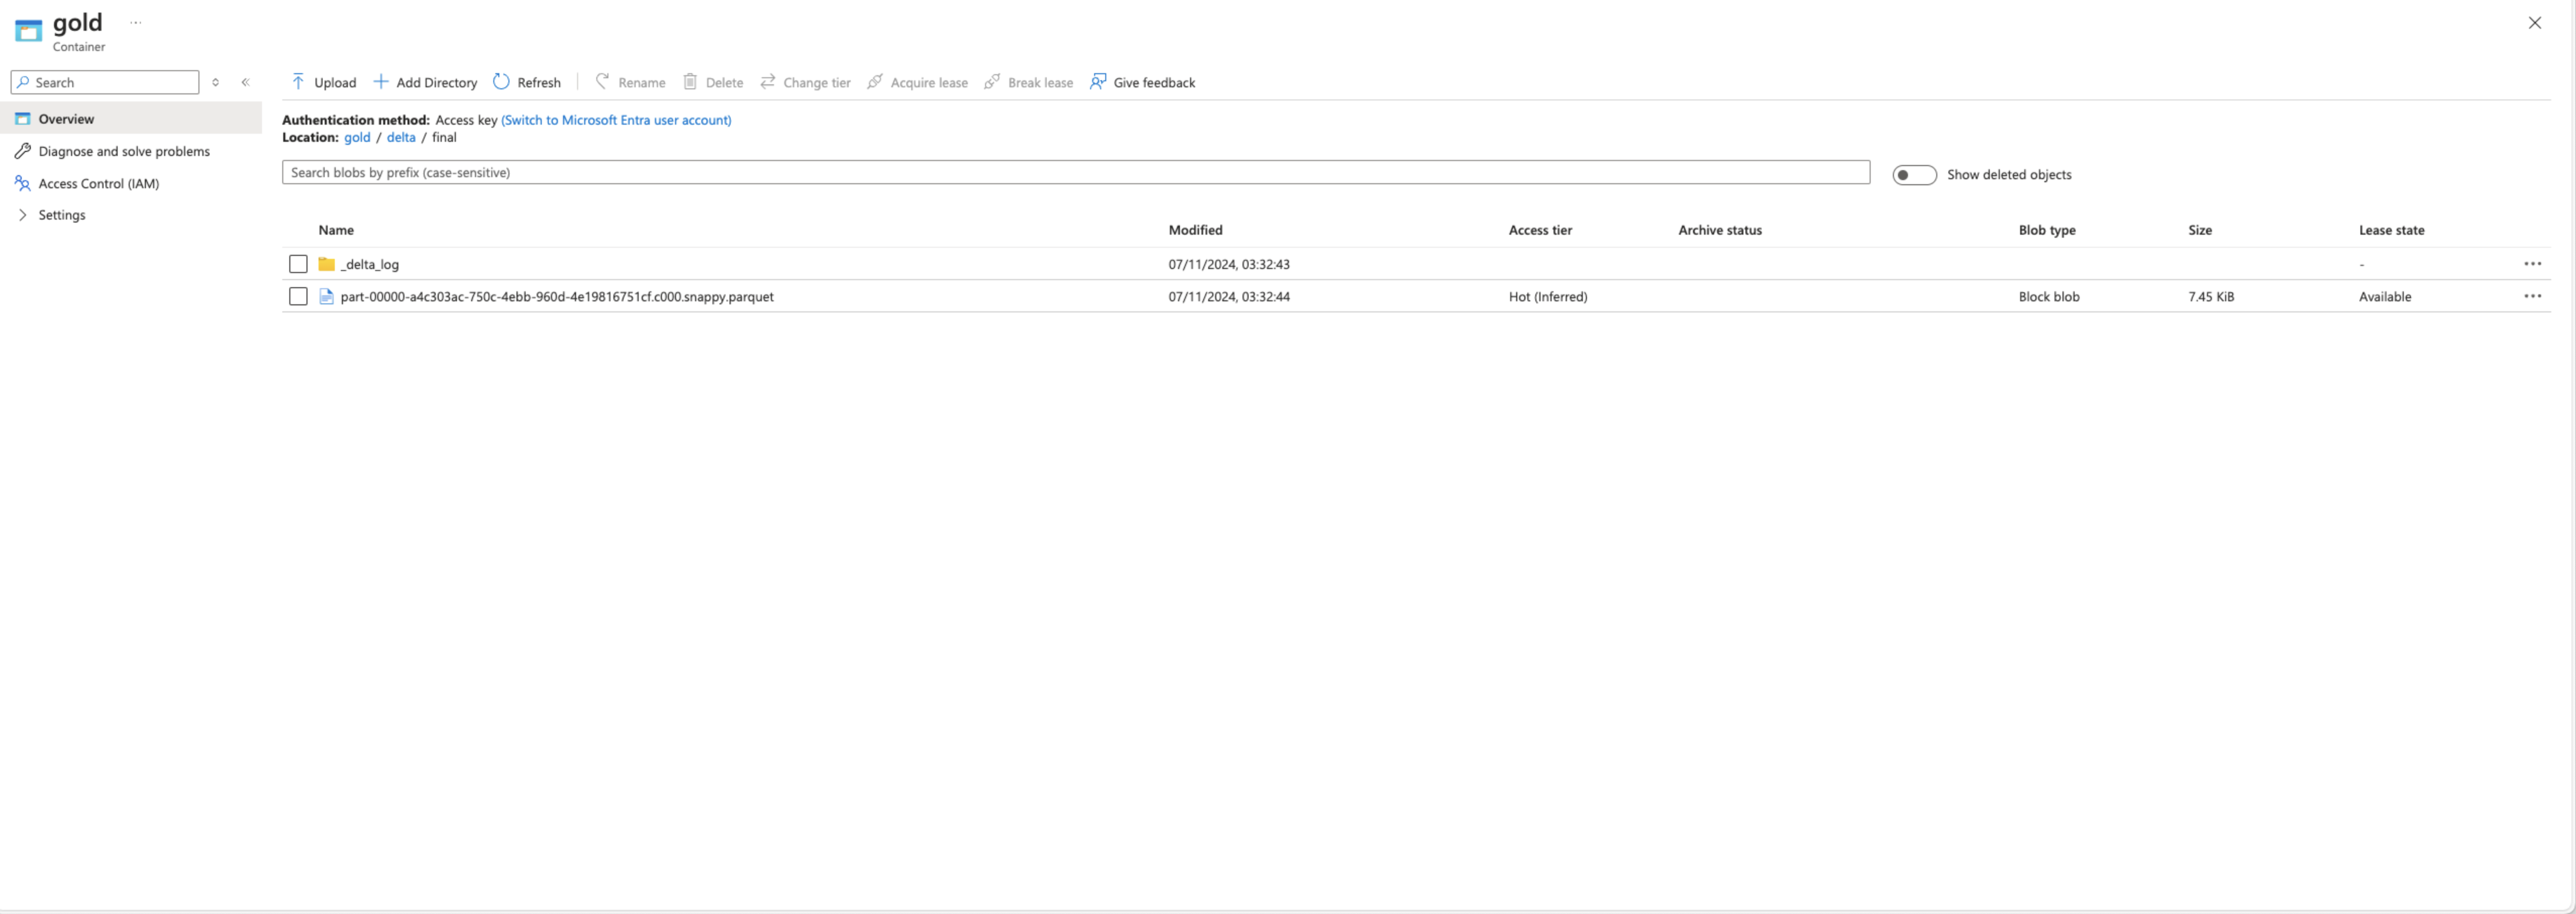 gold ...
Container
Search
Upload Add Directory Refresh Rename Delete Change tier Acquire lease Break lease Give feedback
Overview
Diagnose and solve problems
Access Control (IAM)
Settings
Authentication method: Access key (Switch to Microsoft Entra user account)
Location: gold / delta / final
Search blobs by prefix (case-sensitive)
Show deleted objects
Name Modified Access tier Archive status Blob type Size Lease state
_delta_log 07/11/2024, 03:32:43 - ...
part-00000-a4c303ac-750c-4ebb-960d-4e19816751cf.c000.snappy.parquet 07/11/2024, 03:32:44 Hot (Inferred) Block blob 7.45 KiB Available ...